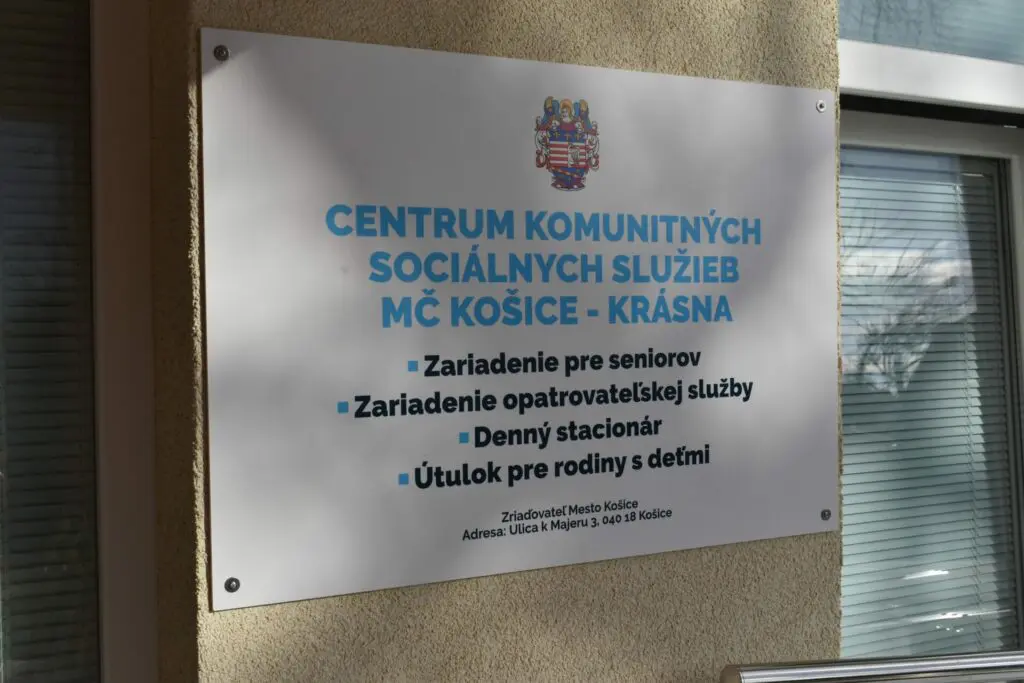 CENTRUM KOMUNITNÝCH
SOCIÁLNYCH SLUŽIEB
MČ KOŠICE - KRÁSNA
▪ Zariadenie pre seniorov
▪ Zariadenie opatrovateľskej služby
▪ Denný stacionár
▪ Útulok pre rodiny s deťmi
Zriaďovateľ Mesto Košice
Adresa: Ulica k Majeru 3, 040 18 Košice